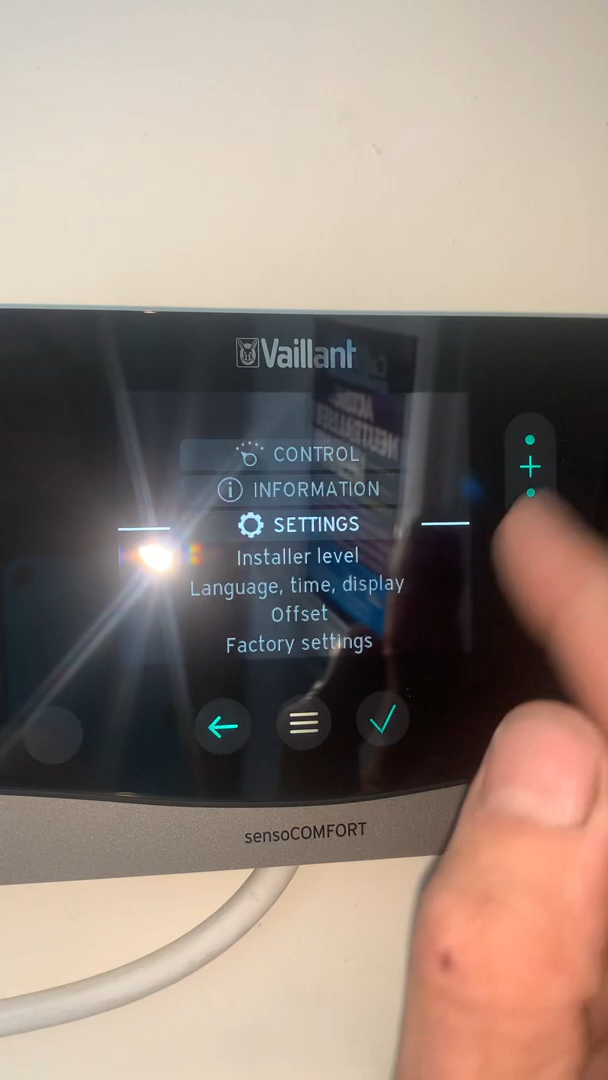 Vaillant
CONTROL
INFORMATION
SETTINGS
Installer level
Language, time, display
Offset
Factory settings
sensoCOMFORT